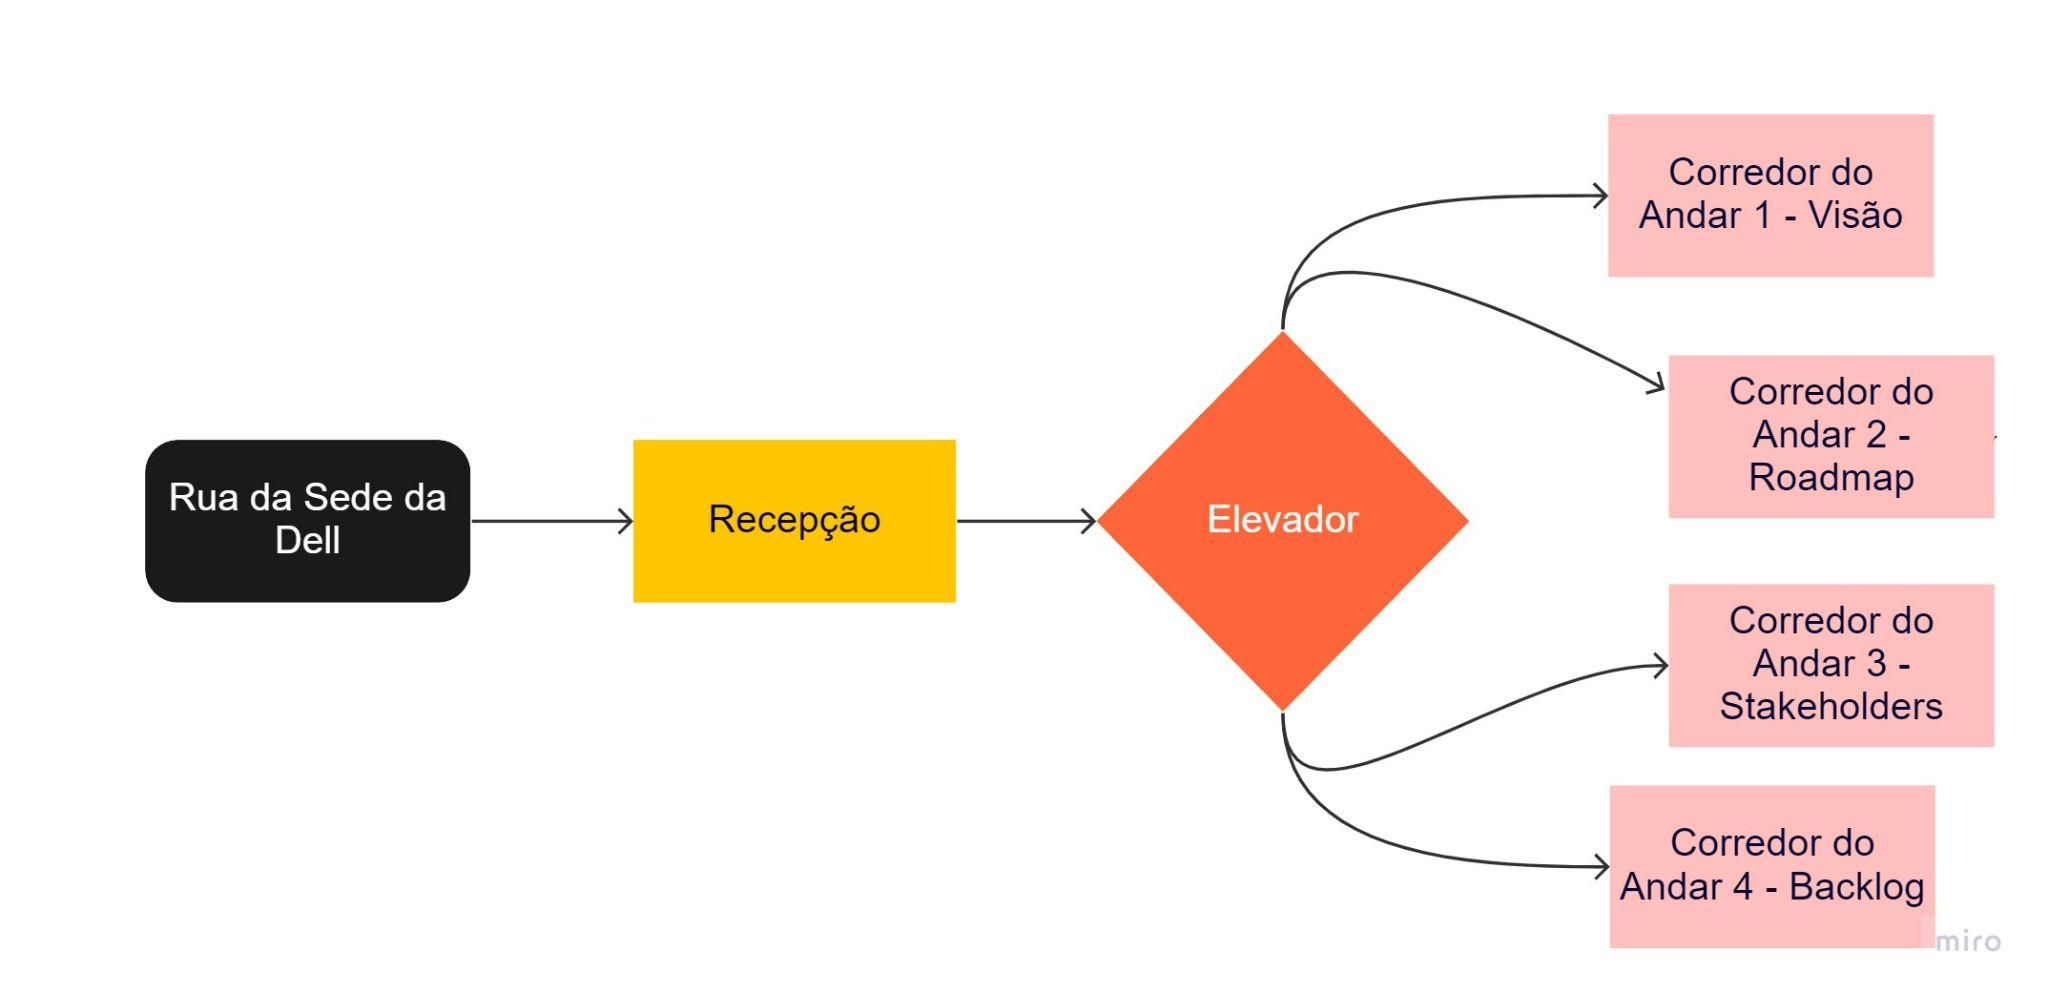 Rua da Sede da
Dell
Recepção
Elevador
Corredor do
Andar 1 - Visão
Corredor do
Andar 2 -
Roadmap
Corredor do
Andar 3 -
Stakeholders
Corredor do
Andar 4 - Backlog
miro